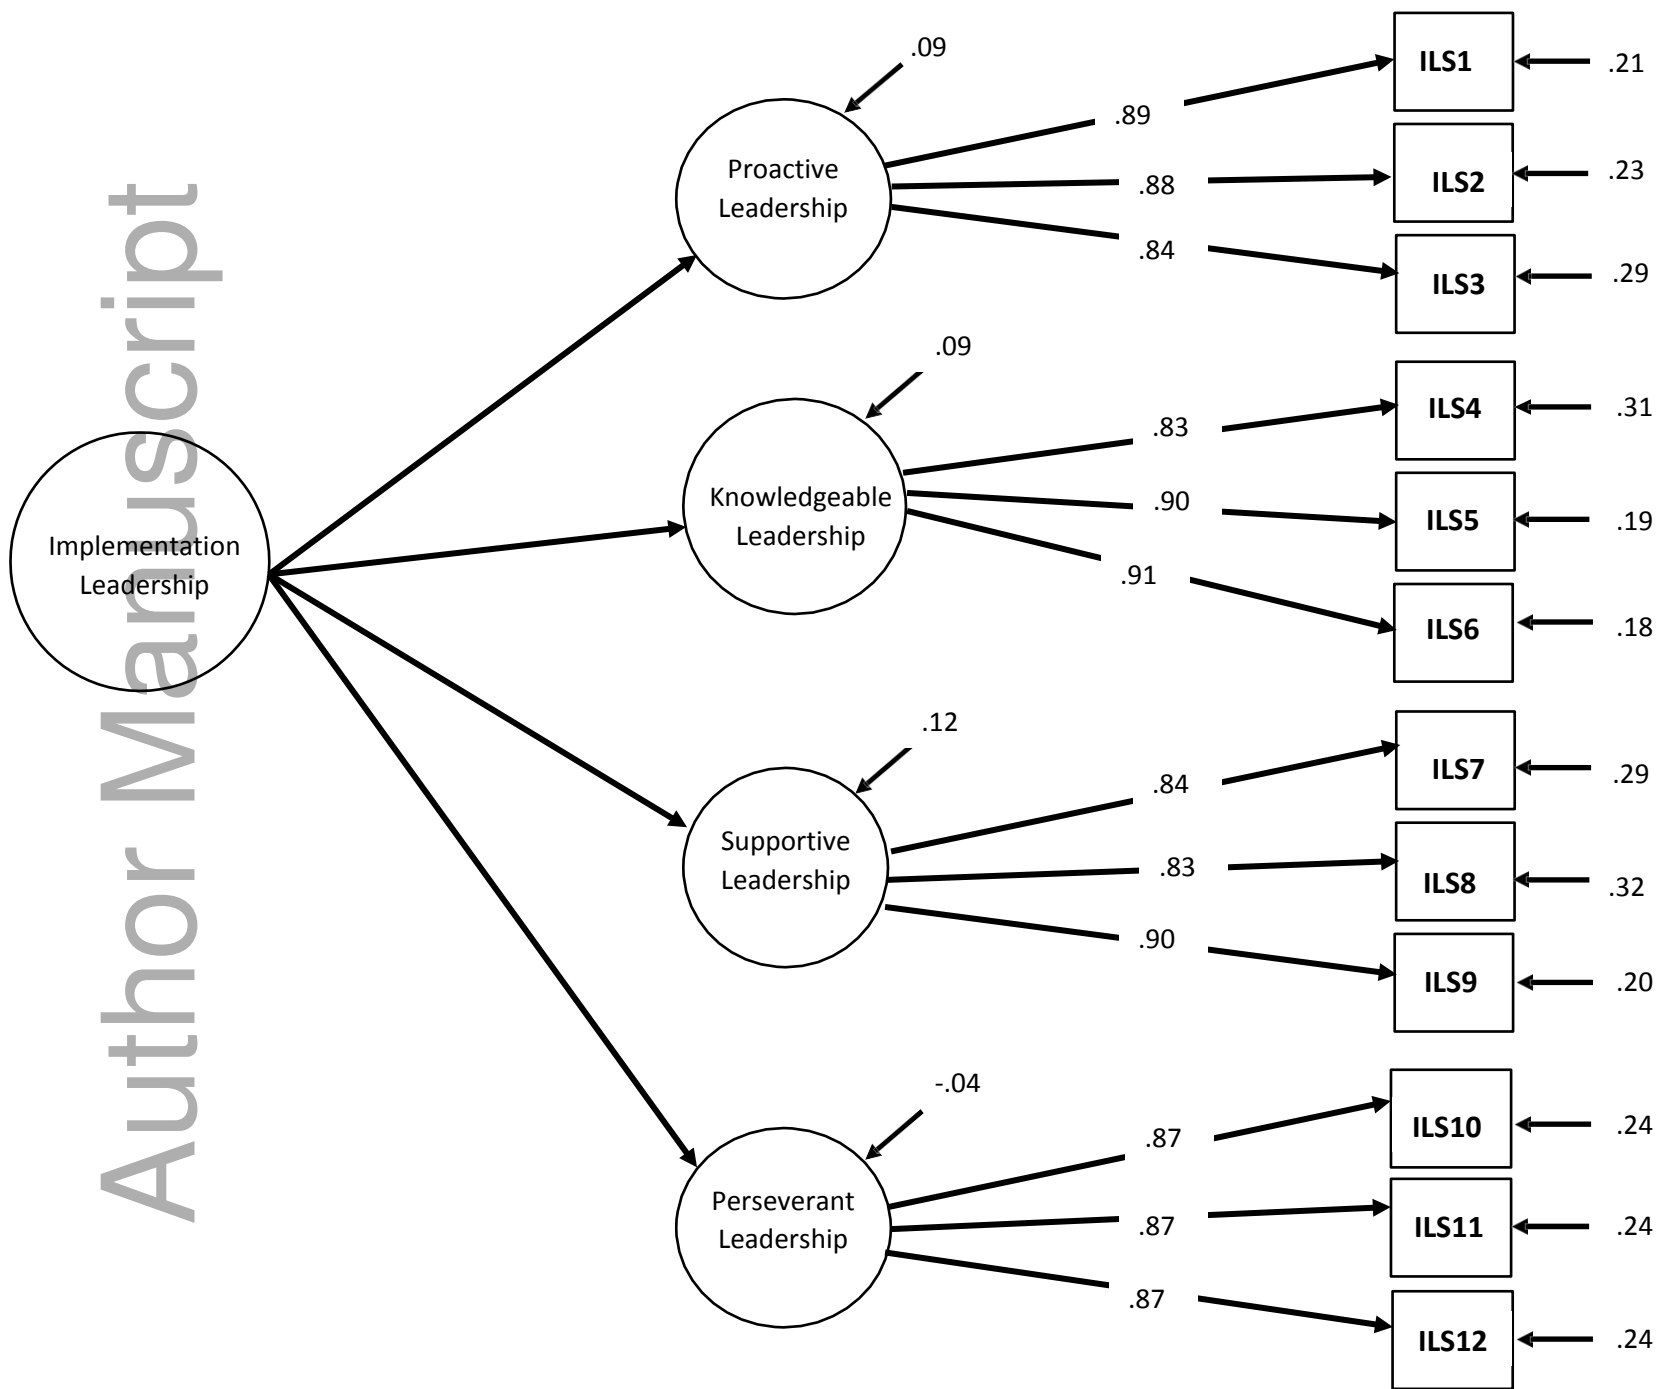 Author Manuscript
Implementation
Leadership
.09
Proactive
Leadership
.89
.88
.84
ILS1
.21
ILS2
.23
ILS3
.29
.09
Knowledgeable
Leadership
.83
.90
.91
ILS4
.31
ILS5
.19
ILS6
.18
.12
Supportive
Leadership
.84
.83
.90
ILS7
.29
ILS8
.32
ILS9
.20
-.04
Perseverant
Leadership
.87
.87
.87
ILS10
.24
ILS11
.24
ILS12
.24